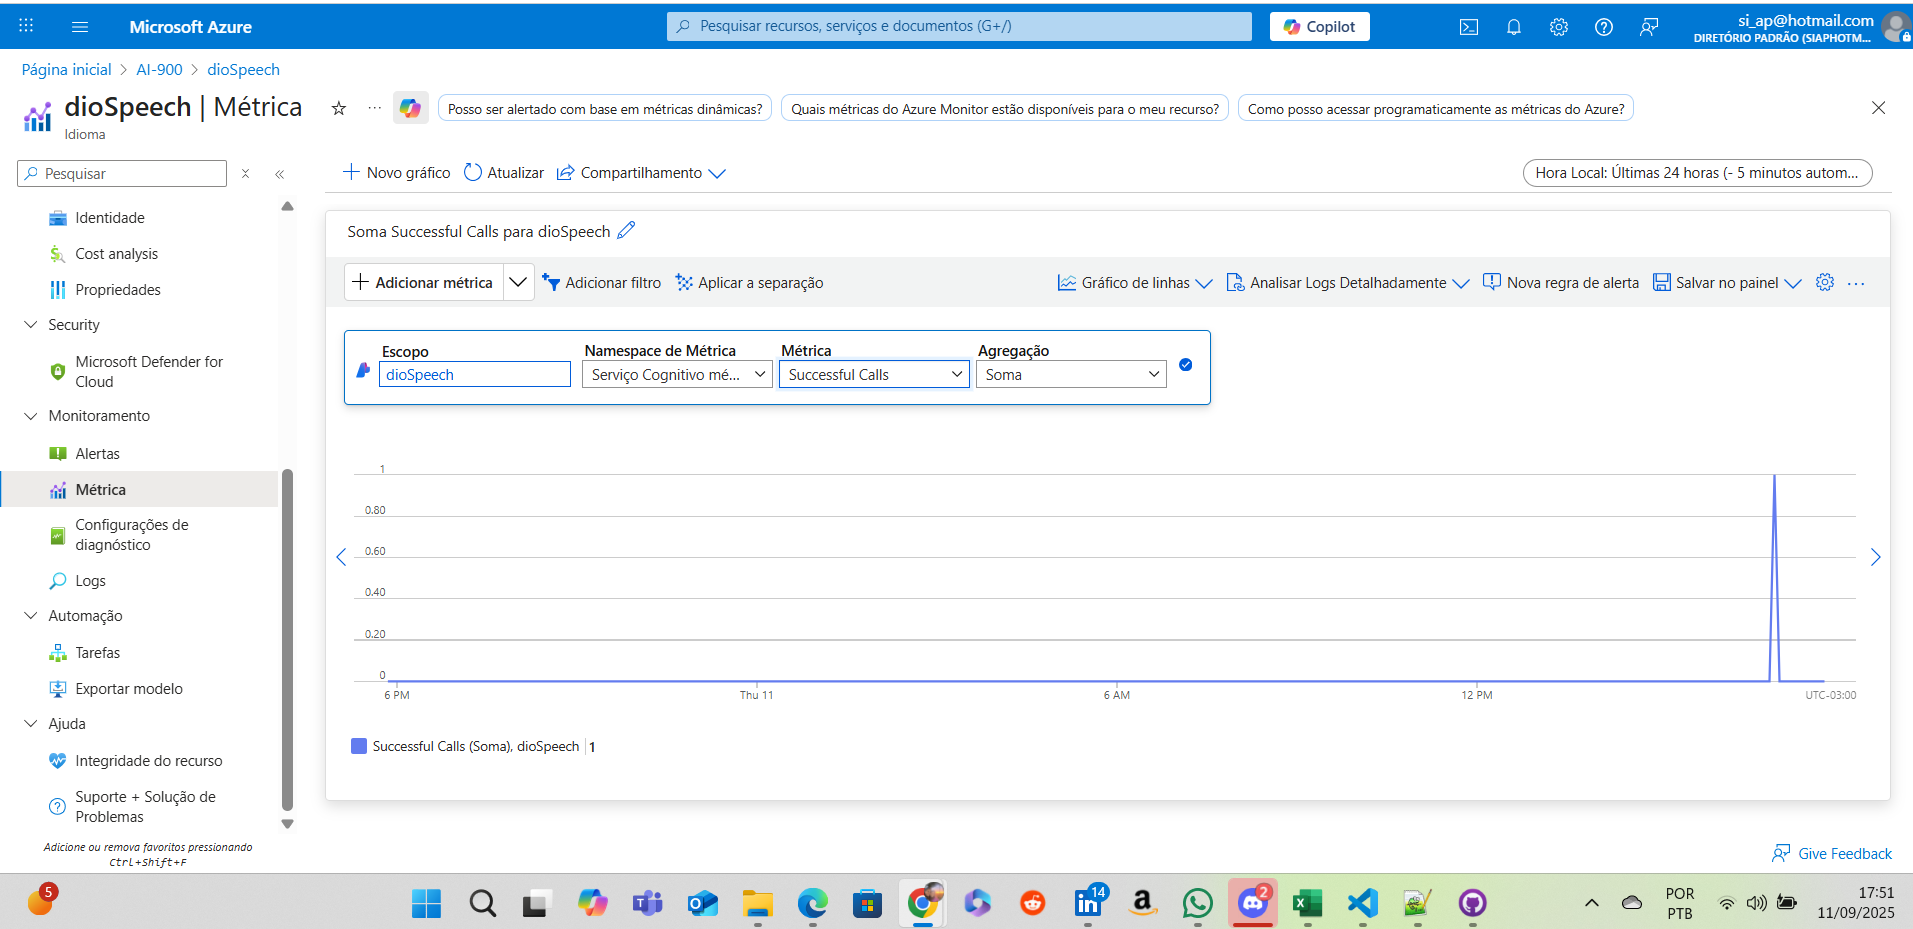 Microsoft Azure
Pesquisar recursos, serviços e documentos (G+/)
Copilot
si_ap@hotmail.com
DIRETÓRIO PADRÃO (SIAPHOTM...
Página inicial > AI-900 > dioSpeech
dioSpeech | Métrica
Idioma
Posso ser alertado com base em métricas dinâmicas?
Quais métricas do Azure Monitor estão disponíveis para o meu recurso?
Como posso acessar programaticamente as métricas do Azure?
Pesquisar
Identidade
Cost analysis
Propriedades
Security
Microsoft Defender for
Cloud
Monitoramento
Alertas
Métrica
Configurações de
diagnóstico
Logs
Automação
Tarefas
Exportar modelo
Ajuda
Integridade do recurso
Suporte + Solução de
Problemas
Adicione ou remova favoritos pressionando
Ctrl+Shift+F
Novo gráfico
Atualizar
Compartilhamento
Hora Local: Últimas 24 horas (- 5 minutos autom...
Soma Successful Calls para dioSpeech
Adicionar métrica
Adicionar filtro
Aplicar a separação
Gráfico de linhas
Analisar Logs Detalhadamente
Nova regra de alerta
Salvar no painel
Escopo
dioSpeech
Namespace de Métrica
Serviço Cognitivo mé...
Métrica
Successful Calls
Agregação
Soma
1
0.80
0.60
0.40
0.20
0
6 PM
Thu 11
6 AM
12 PM
UTC-03:00
Successful Calls (Soma), dioSpeech
1
Give Feedback
5
14
2
POR
PTB
17:51
11/09/2025